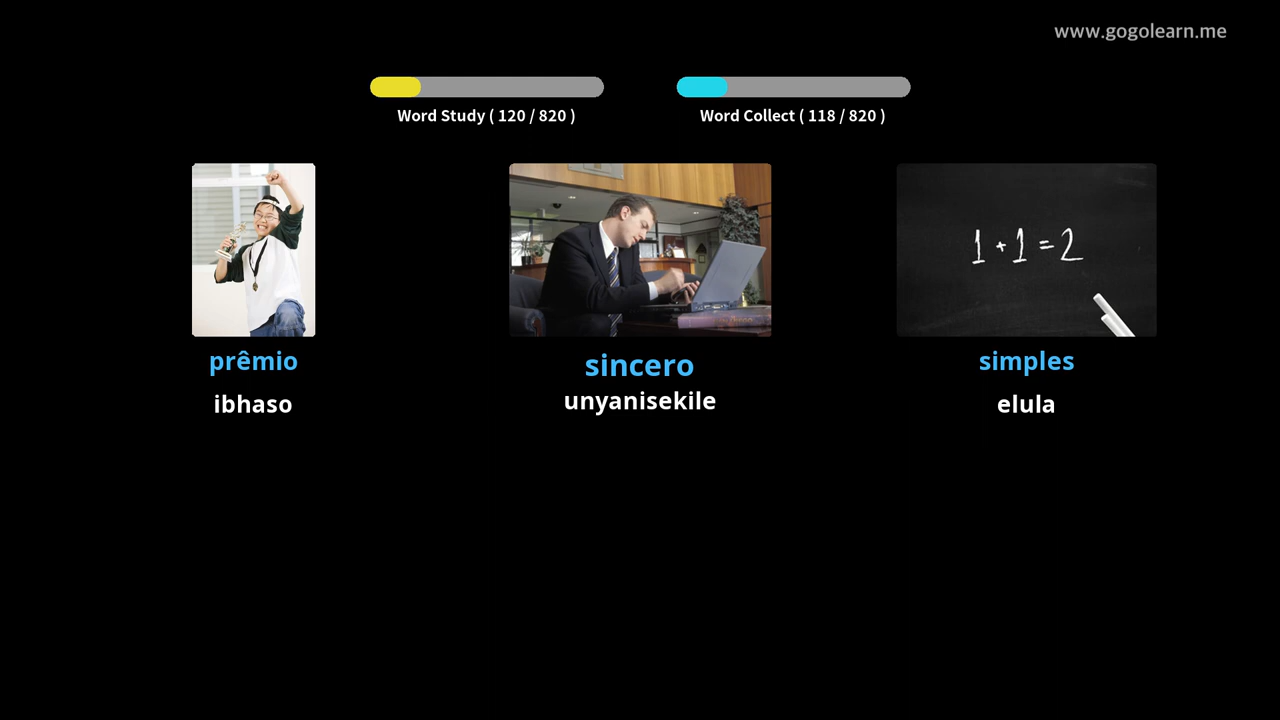 www.gogolearn.me
Word Study ( 120 / 820 )
Word Collect ( 118 / 820 )
1 + 1 = 2
prêmio
ibhaso
sincero
unyanisekile
simples
elula